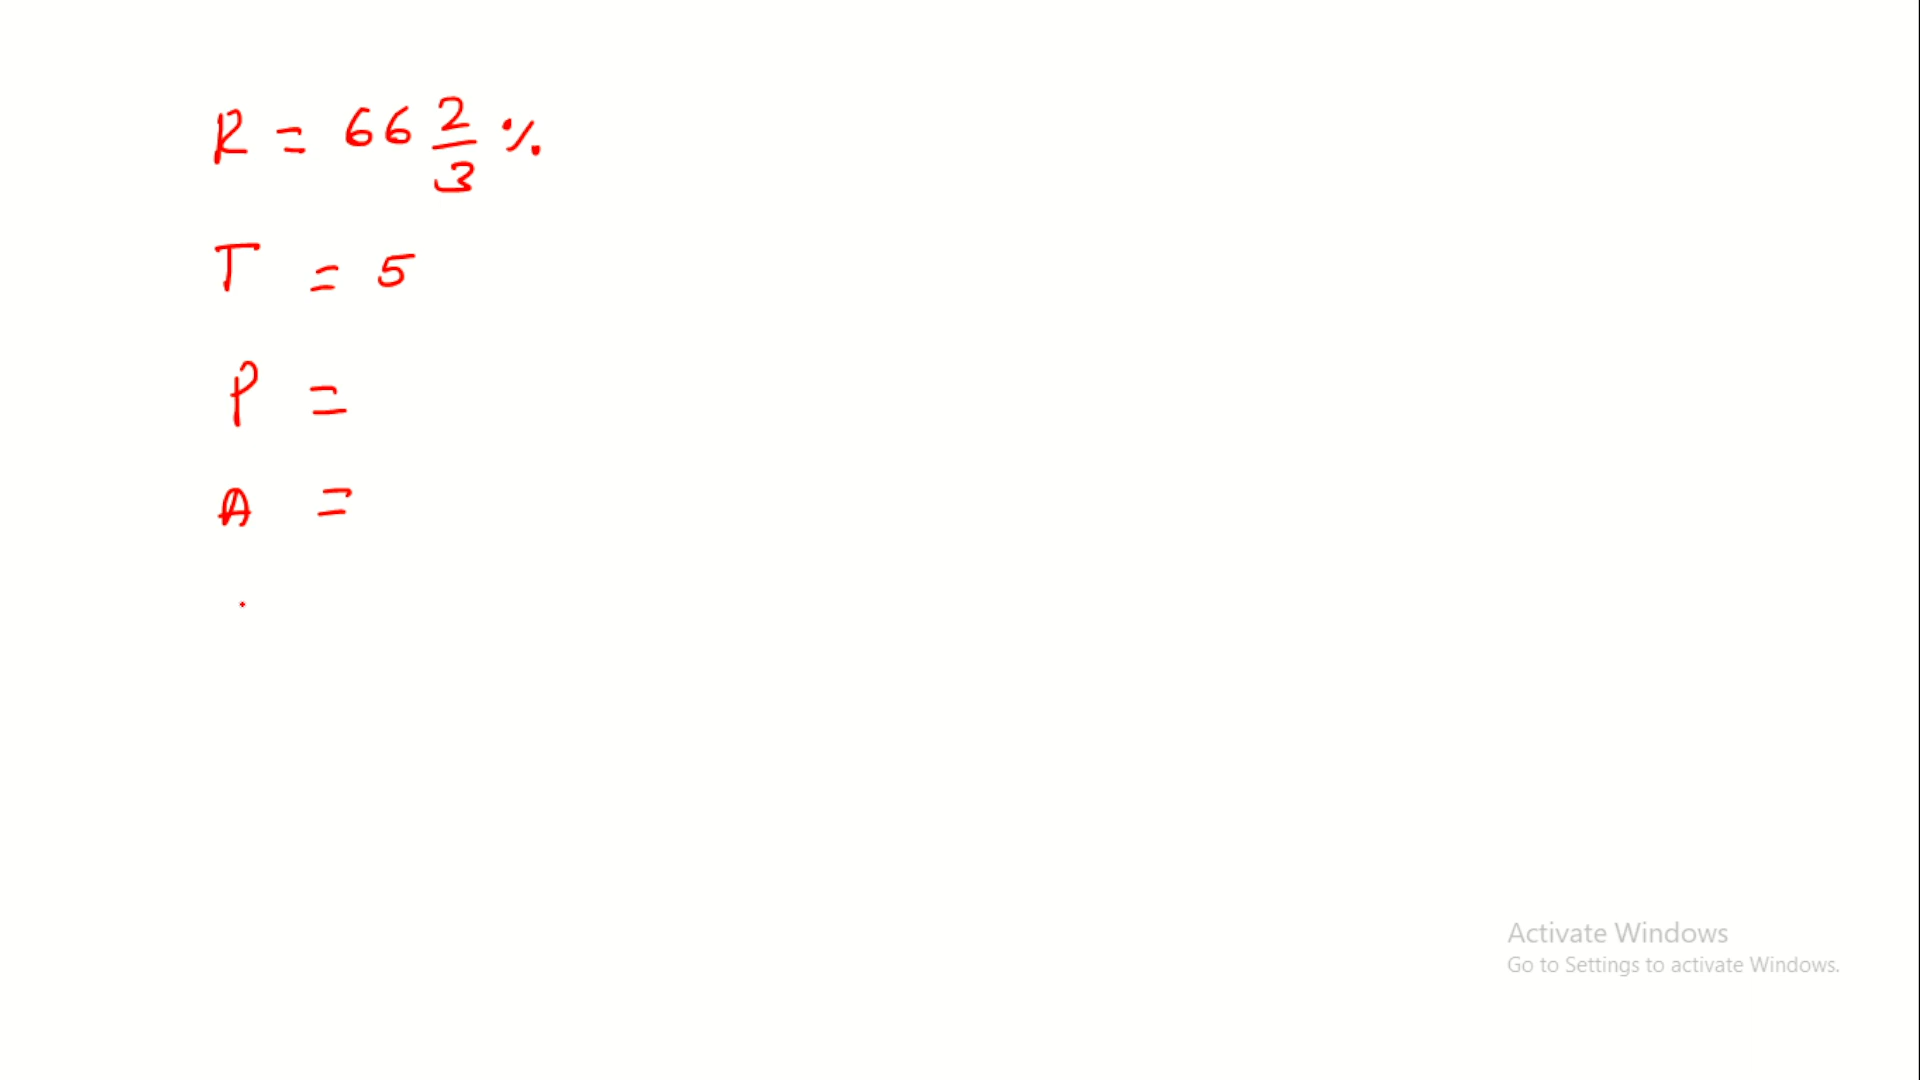 R = 66 2/3 %
T = 5
P =
A =
Activate Windows
Go to Settings to activate Windows.